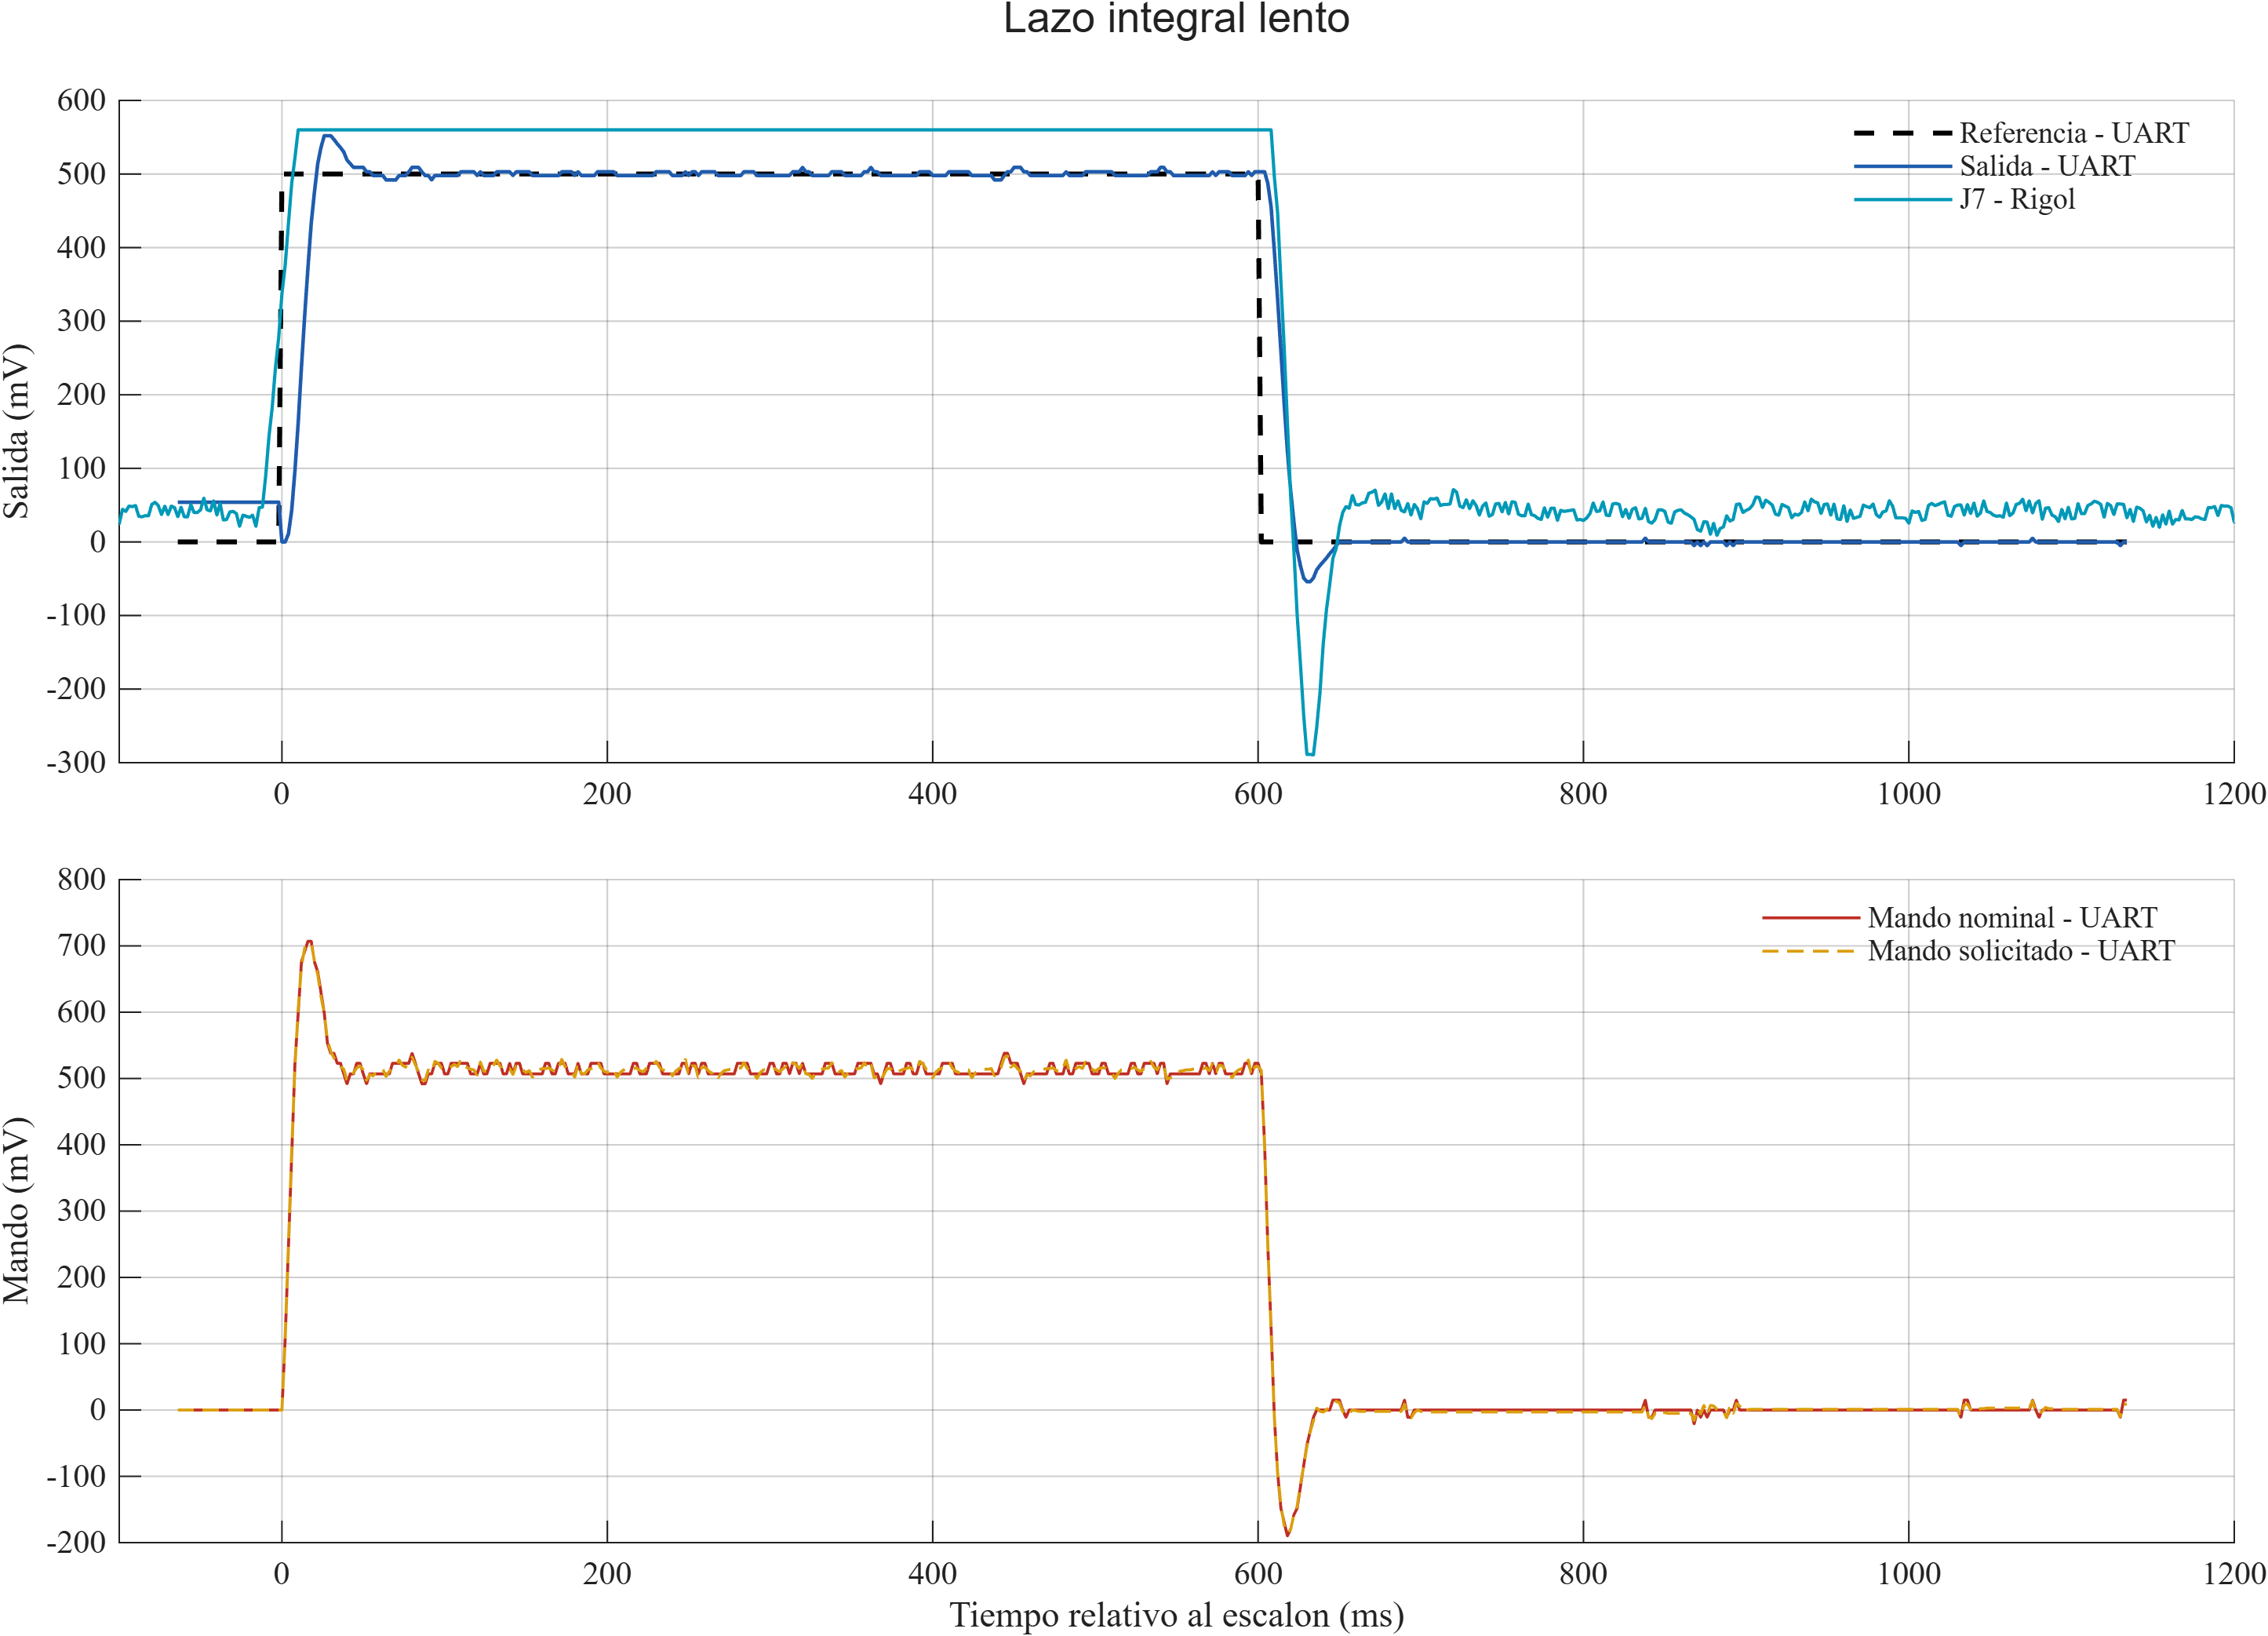 Lazo integral lento
600
500
400
300
200
100
0
-100
-200
-300
Salida (mV)
Referencia - UART
Salida - UART
J7 - Rigol
0 200 400 600 800 1000 1200
800
700
600
500
400
300
200
100
0
-100
-200
Mando (mV)
Mando nominal - UART
Mando solicitado - UART
0 200 400 600 800 1000 1200
Tiempo relativo al escalon (ms)